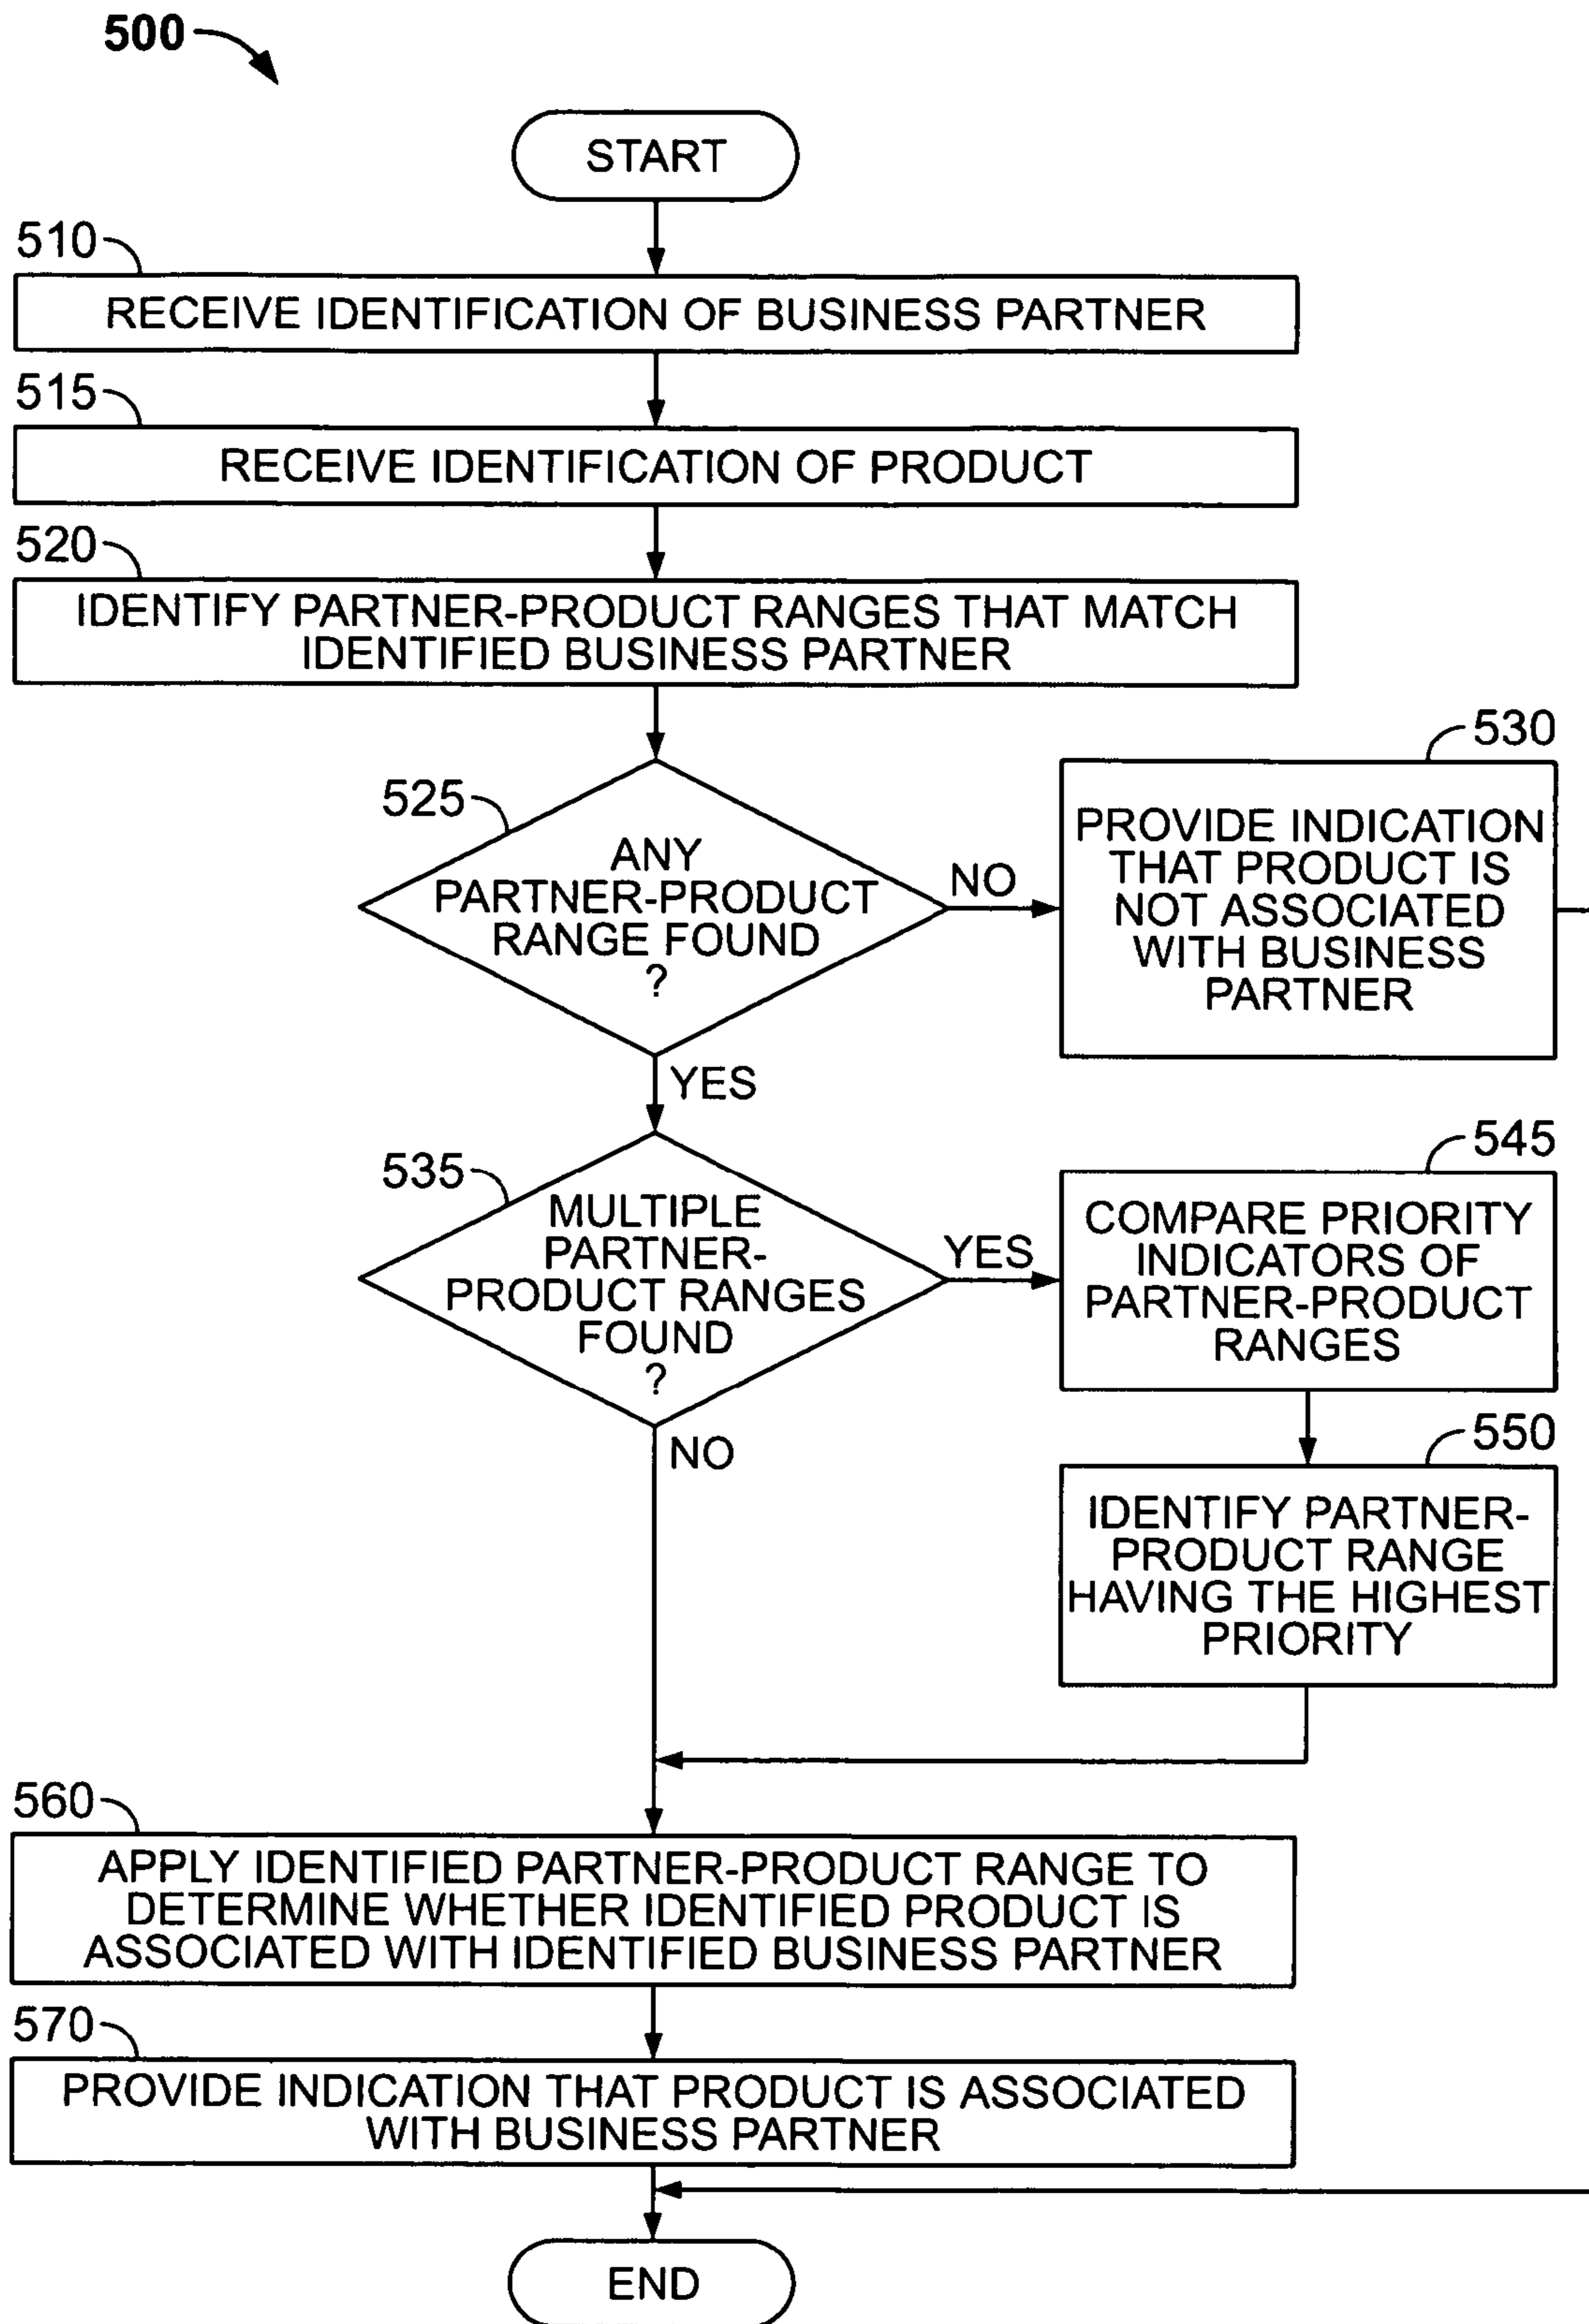 500
START
510
RECEIVE IDENTIFICATION OF BUSINESS PARTNER
515
RECEIVE IDENTIFICATION OF PRODUCT
520
IDENTIFY PARTNER-PRODUCT RANGES THAT MATCH
IDENTIFIED BUSINESS PARTNER
525
ANY
PARTNER-PRODUCT
RANGE FOUND
?
NO
530
PROVIDE INDICATION
THAT PRODUCT IS
NOT ASSOCIATED
WITH BUSINESS
PARTNER
YES
535
MULTIPLE
PARTNER-
PRODUCT RANGES
FOUND
?
YES
545
COMPARE PRIORITY
INDICATORS OF
PARTNER-PRODUCT
RANGES
NO
550
IDENTIFY PARTNER-
PRODUCT RANGE
HAVING THE HIGHEST
PRIORITY
560
APPLY IDENTIFIED PARTNER-PRODUCT RANGE TO
DETERMINE WHETHER IDENTIFIED PRODUCT IS
ASSOCIATED WITH IDENTIFIED BUSINESS PARTNER
570
PROVIDE INDICATION THAT PRODUCT IS ASSOCIATED
WITH BUSINESS PARTNER
END